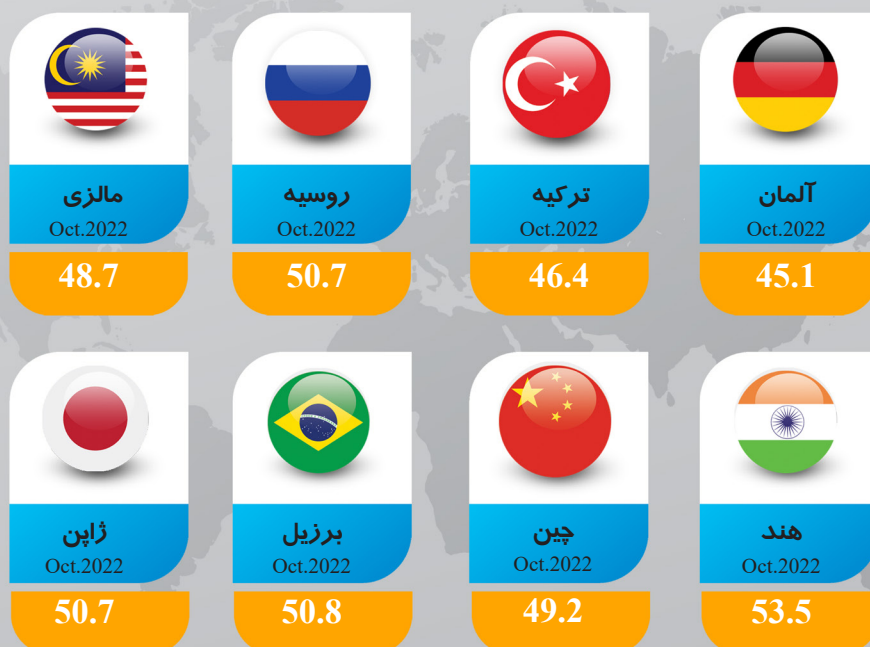 آلمان
Oct.2022
45.1
ترکیه
Oct.2022
46.4
روسیه
Oct.2022
50.7
مالزی
Oct.2022
48.7
هند
Oct.2022
53.5
چین
Oct.2022
49.2
برزیل
Oct.2022
50.8
ژاپن
Oct.2022
50.7